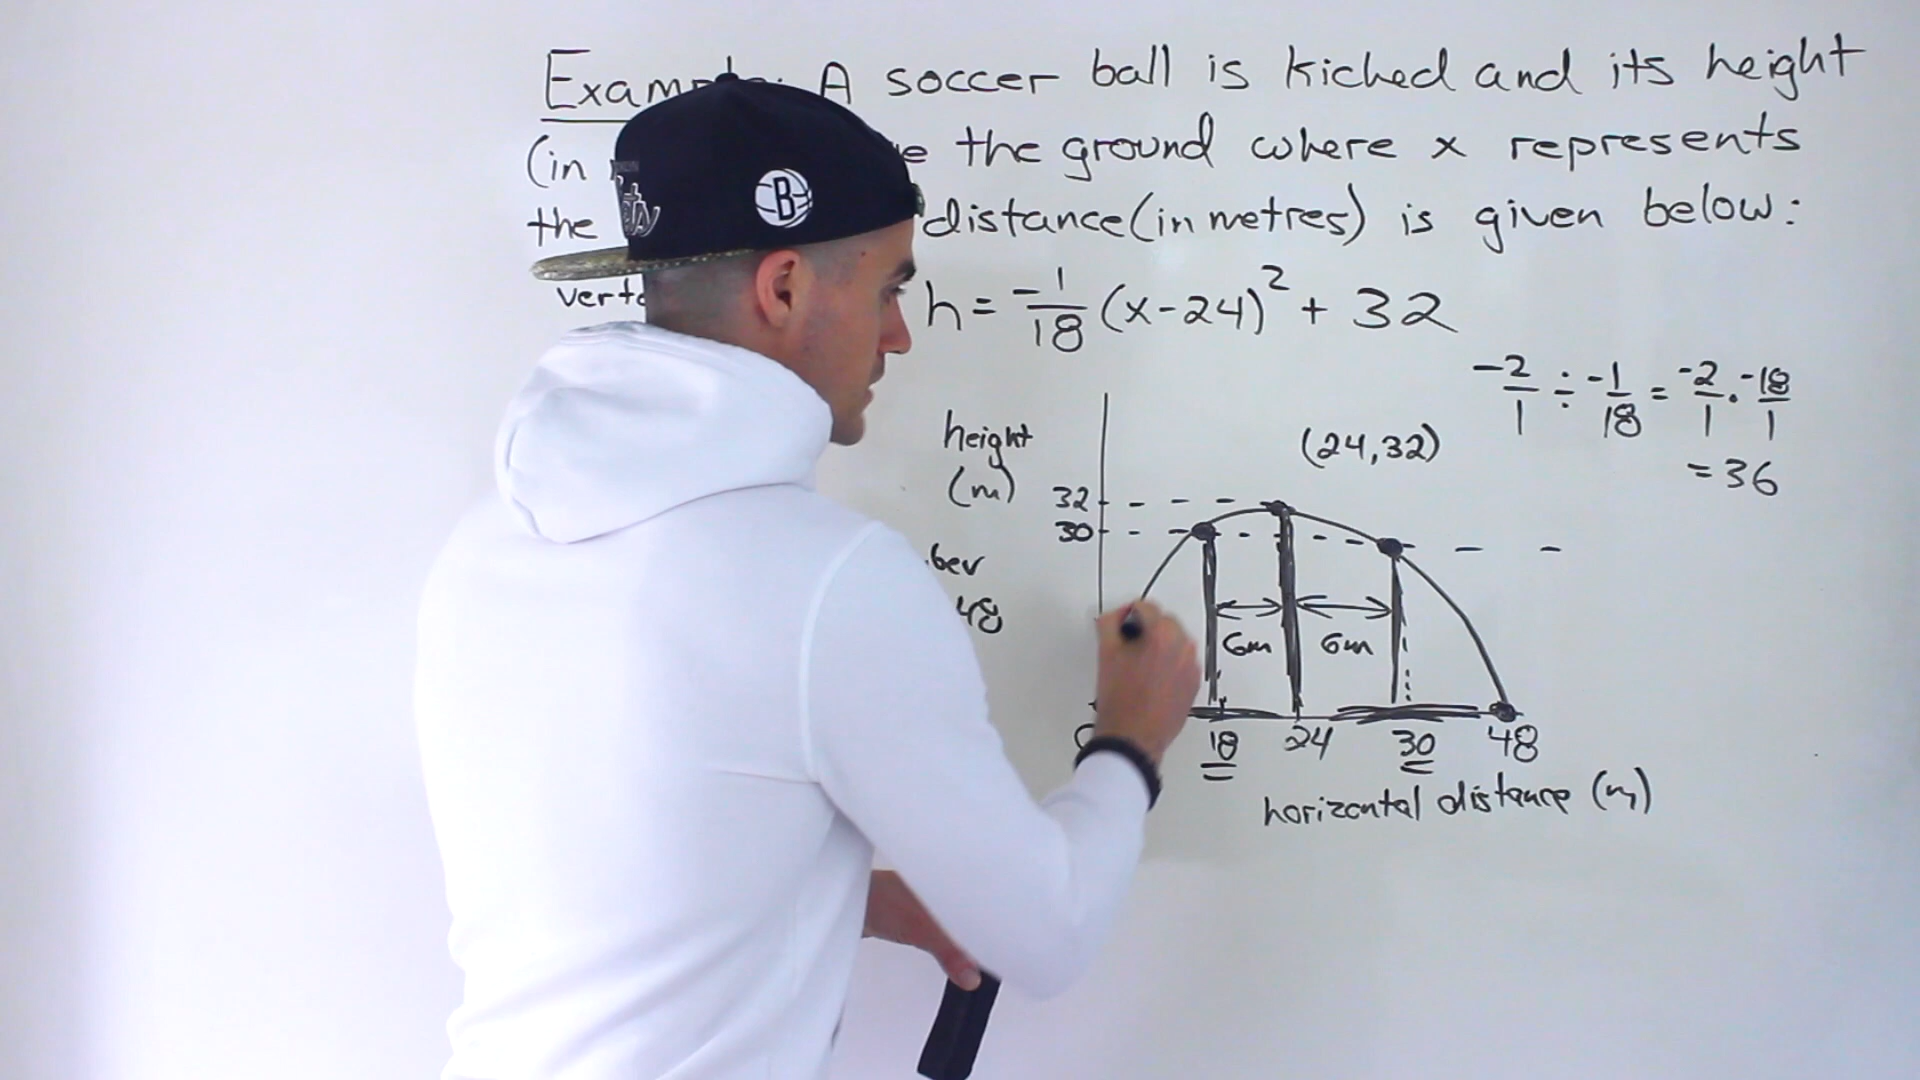 Exam : A soccer ball is kicked and its height
(in the ground where x represents
the distance (in metres) is given below:
h = -1/18 (x-24)² + 32
-2/1 ÷ -1/18 = -2/1 · -18/1
= 36
height
(m)
(24,32)
32
30
48
6m 6m
18 24 30 48
horizontal distance (m)
B